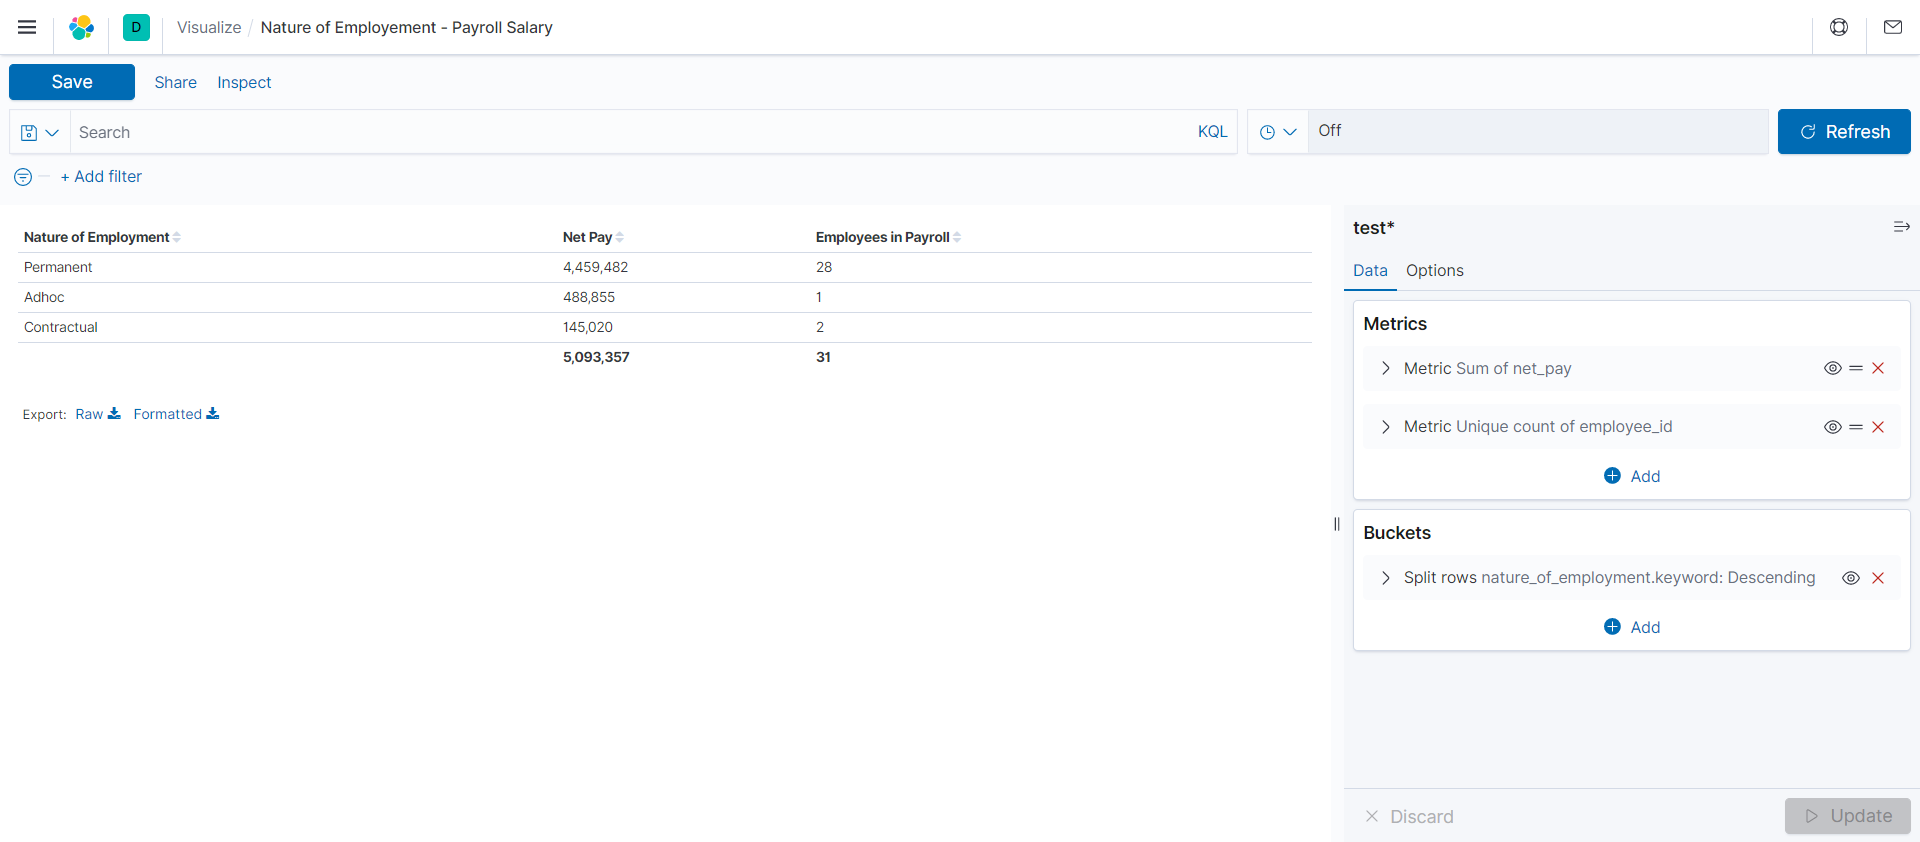 D Visualize / Nature of Employement - Payroll Salary
Save Share Inspect
Search KQL Off Refresh
+ Add filter
Nature of Employment Net Pay Employees in Payroll
Permanent 4,459,482 28
Adhoc 488,855 1
Contractual 145,020 2
5,093,357 31
Export: Raw Formatted
test*
Data Options
Metrics
Metric Sum of net_pay
Metric Unique count of employee_id
Add
Buckets
Split rows nature_of_employment.keyword: Descending
Add
Discard Update